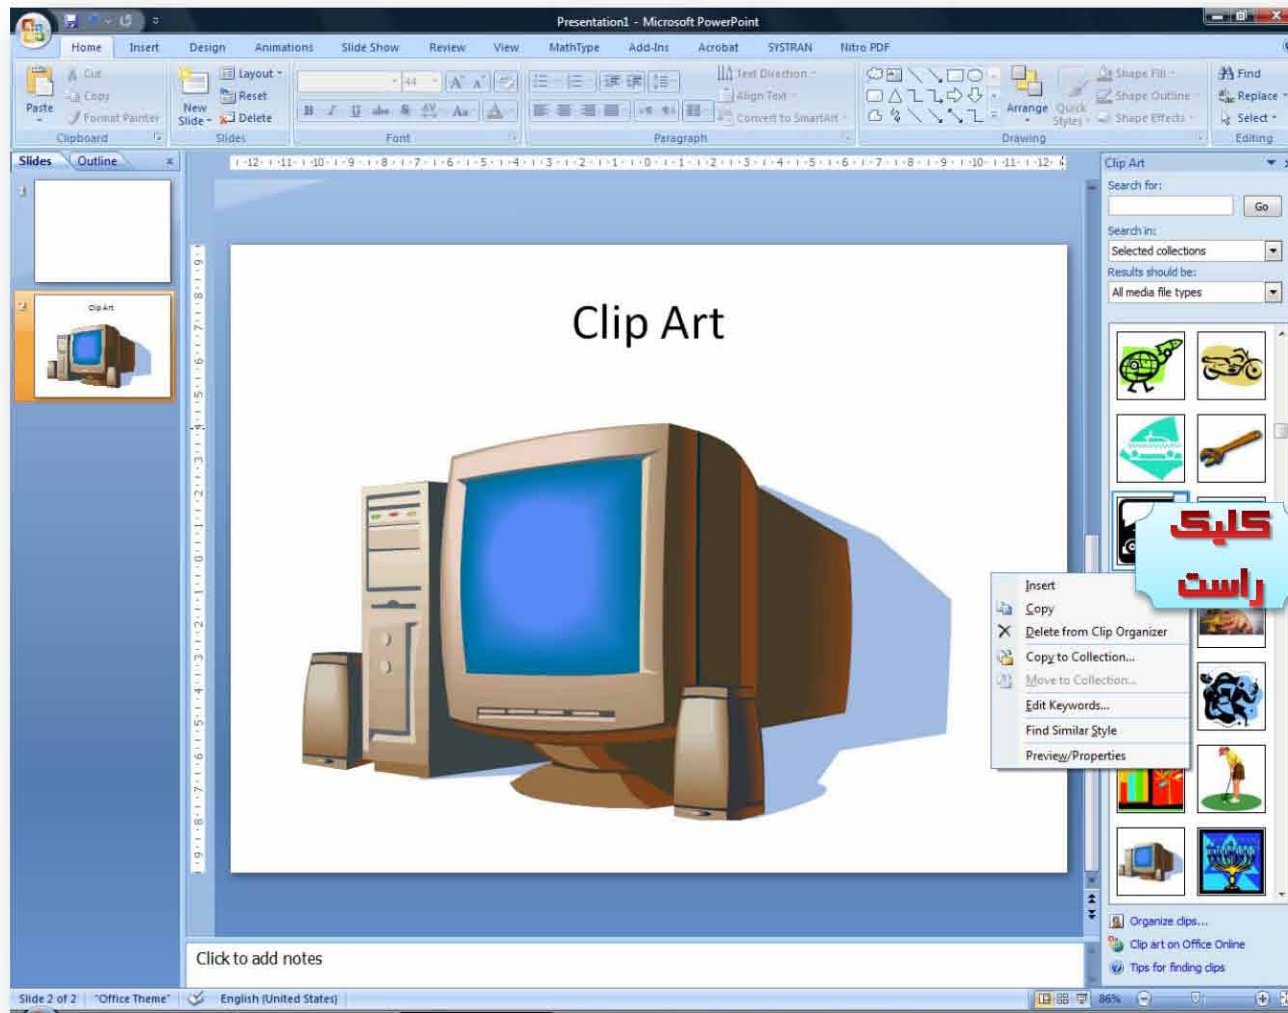 Presentation1 - Microsoft PowerPoint
Home Insert Design Animations Slide Show Review View MathType Add-Ins Acrobat SYSTRAN Nitro PDF
Paste
Cut
Copy
Format Painter
Clipboard
New Slide
Layout
Reset
Delete
Slides
44
Font
Text Direction
Align Text
Convert to SmartArt
Paragraph
Arrange
Quick Styles
Shape Fill
Shape Outline
Shape Effects
Drawing
Find
Replace
Select
Editing
Slides Outline
1
Clip Art
2
Clip Art
Clip Art
Search for:
Go
Search in:
Selected collections
Results should be:
All media file types
کلیک
راست
Insert
Copy
Delete from Clip Organizer
Copy to Collection...
Move to Collection...
Edit Keywords...
Find Similar Style
Preview/Properties
Organize clips...
Clip art on Office Online
Tips for finding clips
Click to add notes
Slide 2 of 2 "Office Theme" English (United States) 86%